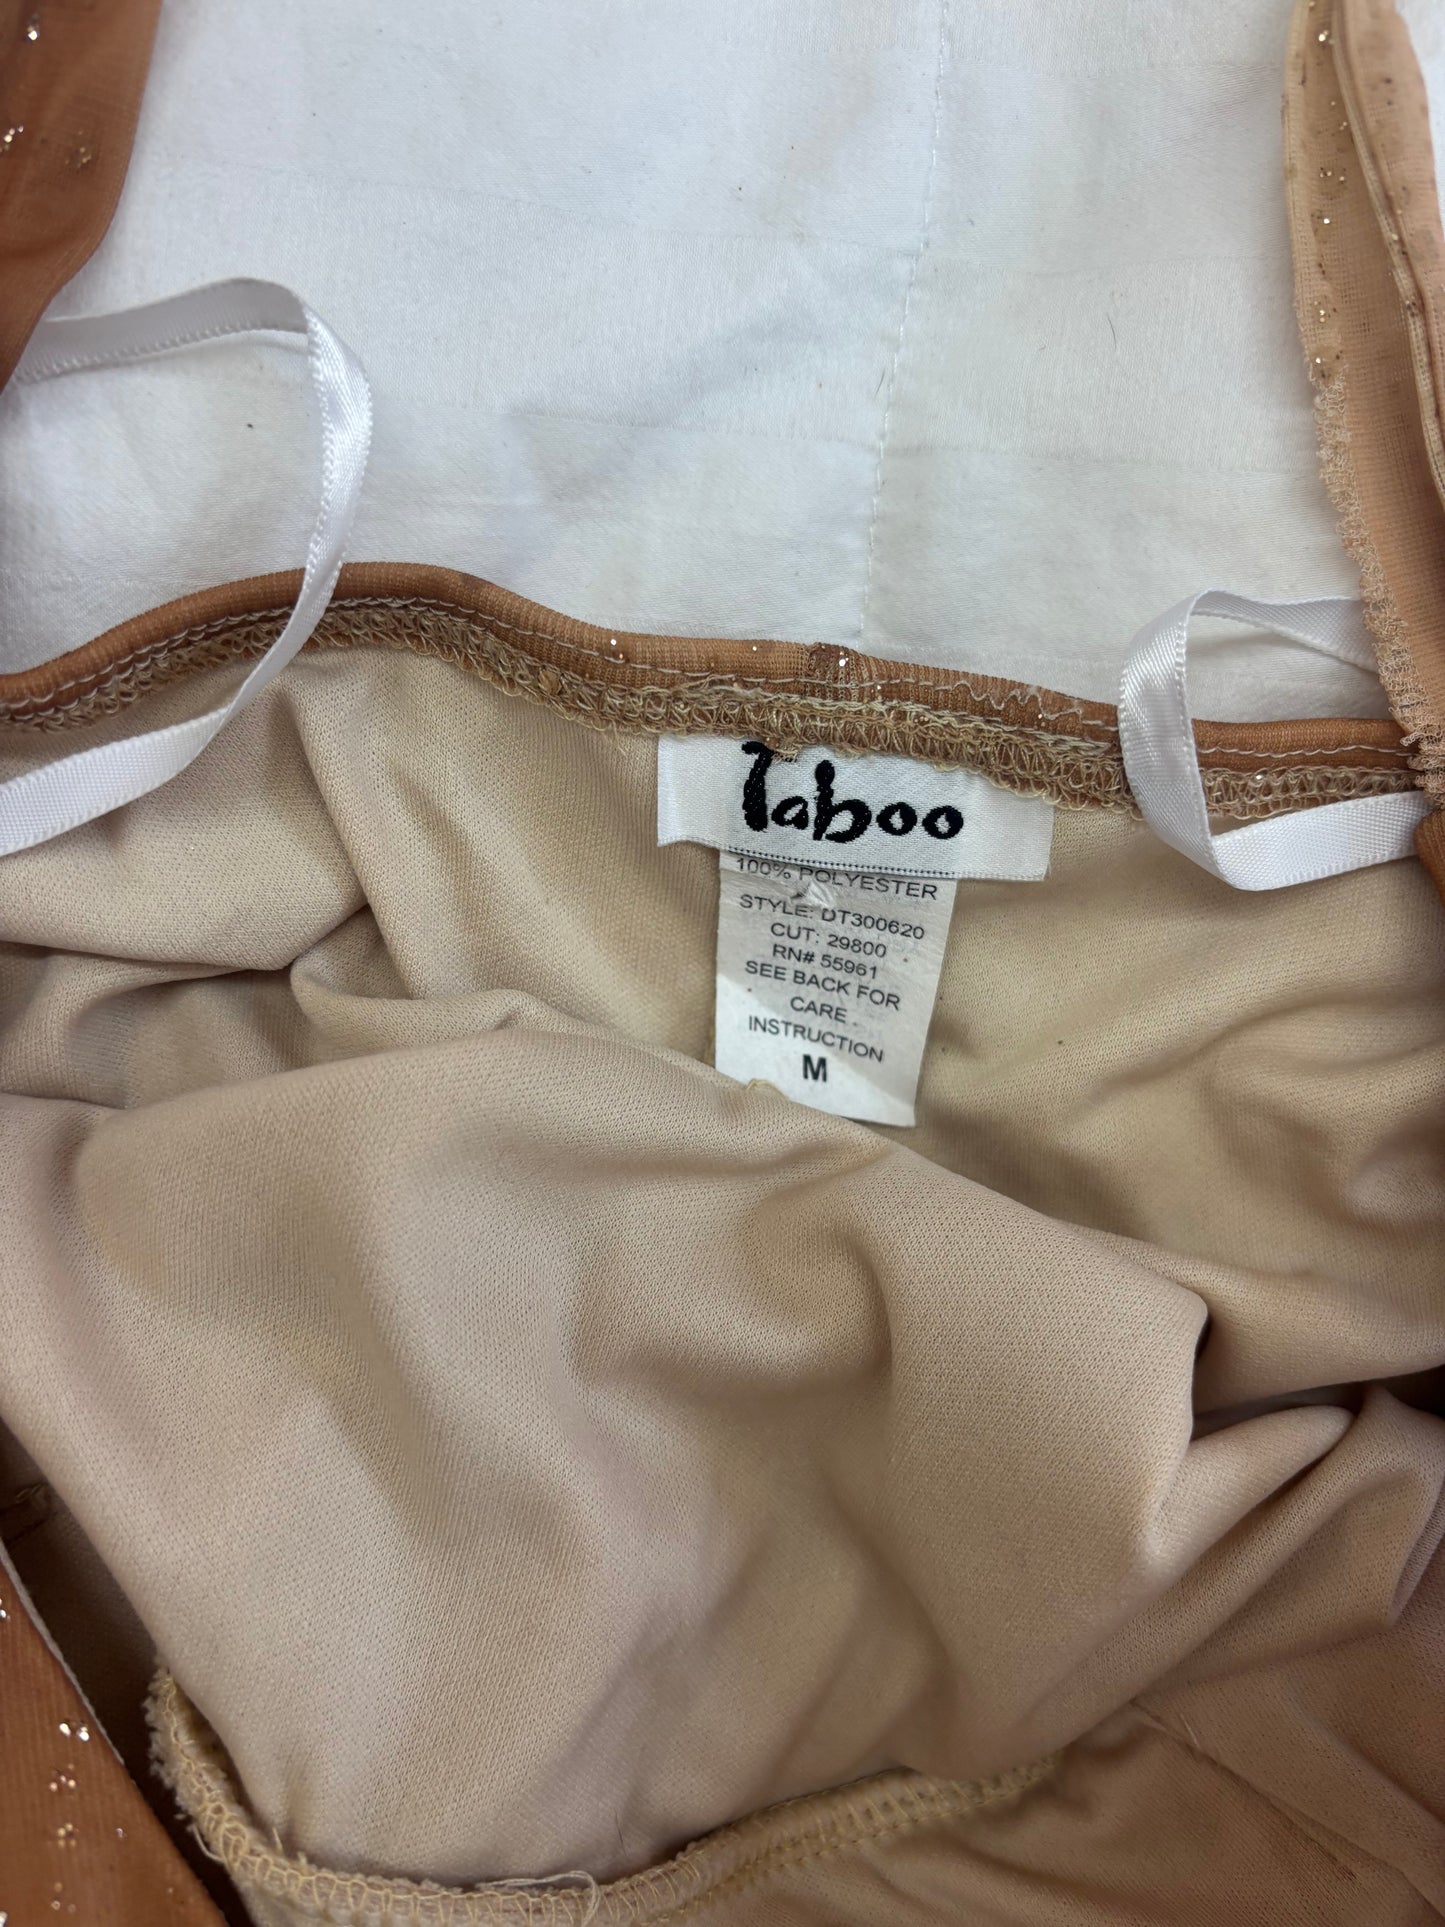 Taboo
100% POLYESTER
STYLE: DT300620
CUT: 29800
RN# 55961
SEE BACK FOR
CARE
INSTRUCTION
M